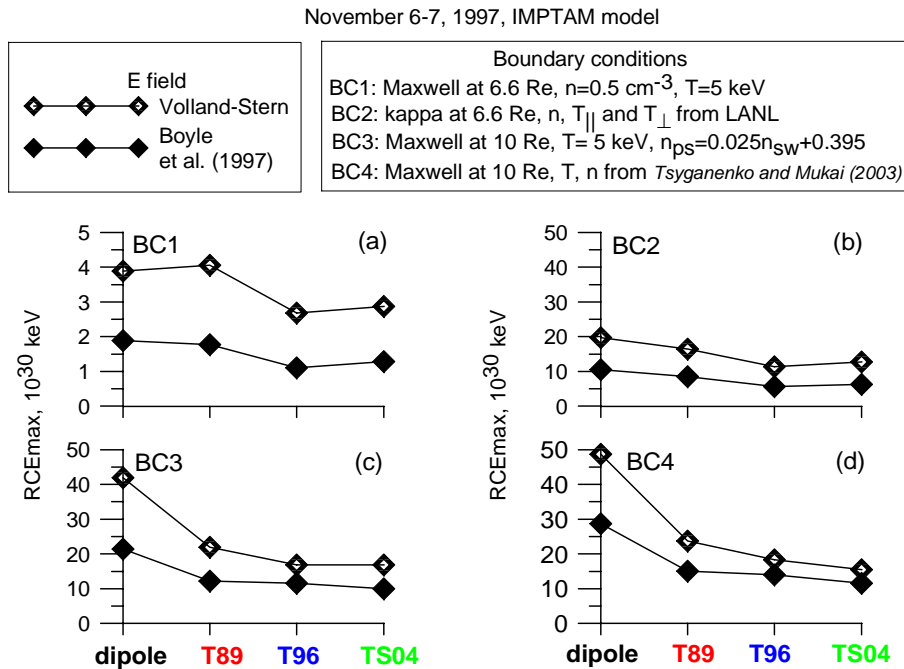 November 6-7, 1997, IMPTAM model
E field
Volland-Stern
Boyle
et al. (1997)
Boundary conditions
BC1: Maxwell at 6.6 Re, n=0.5 cm-3, T=5 keV
BC2: kappa at 6.6 Re, n, T|| and T⊥ from LANL
BC3: Maxwell at 10 Re, T= 5 keV, nps=0.025nsw+0.395
BC4: Maxwell at 10 Re, T, n from Tsyganenko and Mukai (2003)
RCEmax, 10^30 keV
BC1
(a)
5
4
3
2
1
0
RCEmax, 10^30 keV
BC2
(b)
50
40
30
20
10
0
BC3
(c)
50
40
30
20
10
0
dipole T89 T96 TS04
BC4
(d)
50
40
30
20
10
0
dipole T89 T96 TS04